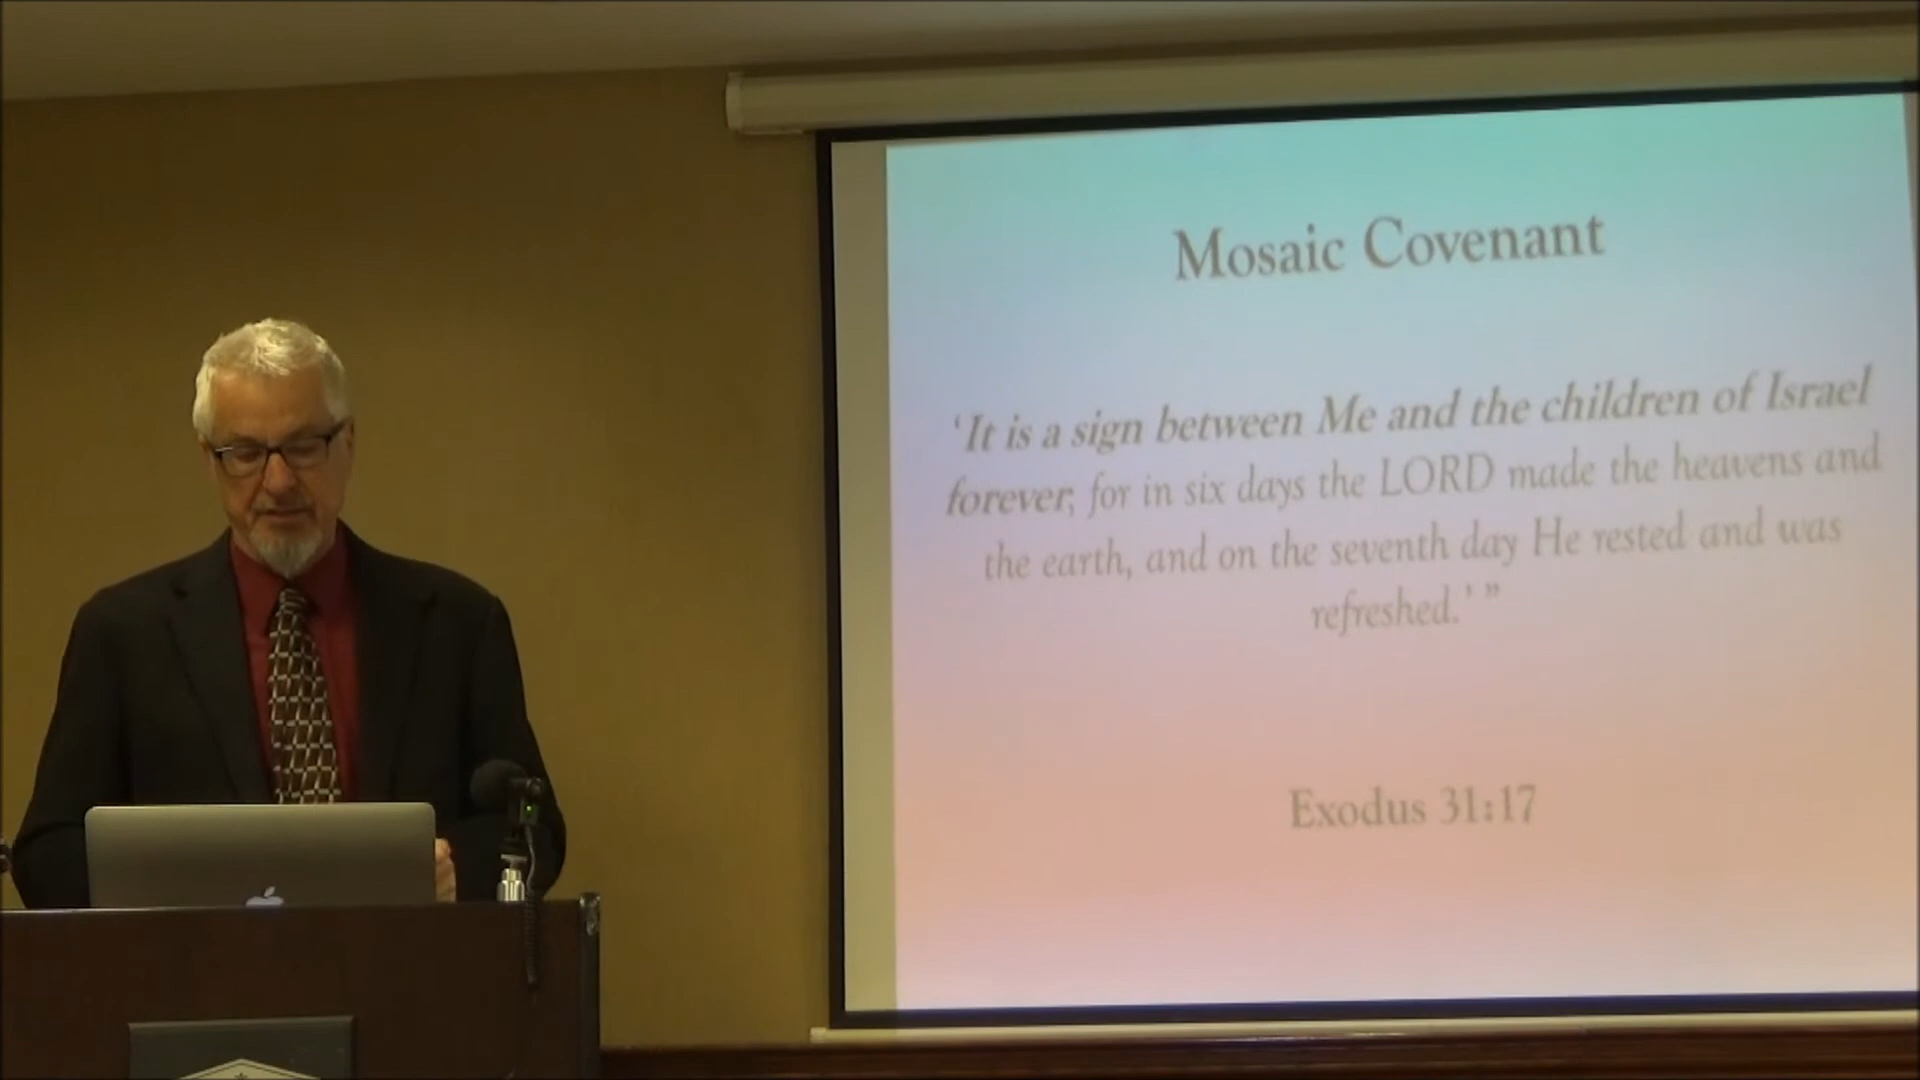 Mosaic Covenant
‘It is a sign between Me and the children of Israel
forever, for in six days the LORD made the heavens and
the earth, and on the seventh day He rested and was
refreshed.’ ”
Exodus 31:17